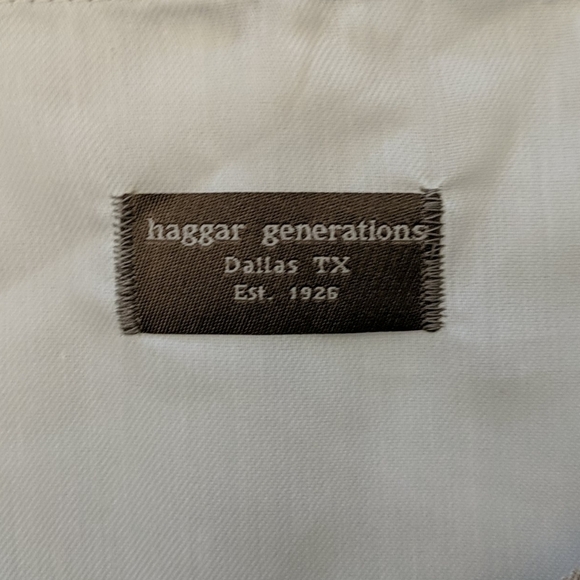 haggar generations
Dallas TX
Est. 1926